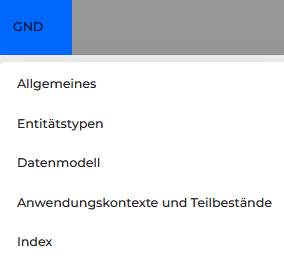 GND
Allgemeines
Entitätstypen
Datenmodell
Anwendungskontexte und Teilbestände
Index